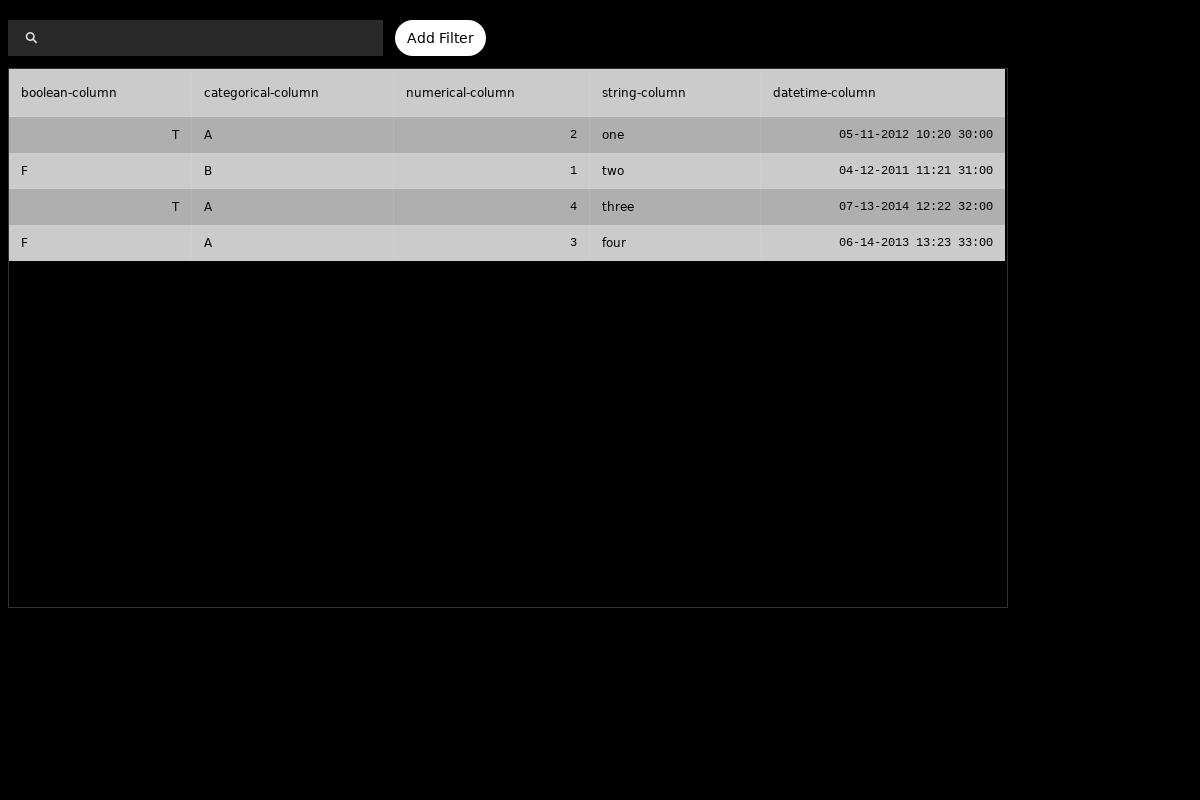 Add Filter
boolean-column categorical-column numerical-column string-column datetime-column
T A 2 one 05-11-2012 10:20 30:00
F B 1 two 04-12-2011 11:21 31:00
T A 4 three 07-13-2014 12:22 32:00
F A 3 four 06-14-2013 13:23 33:00